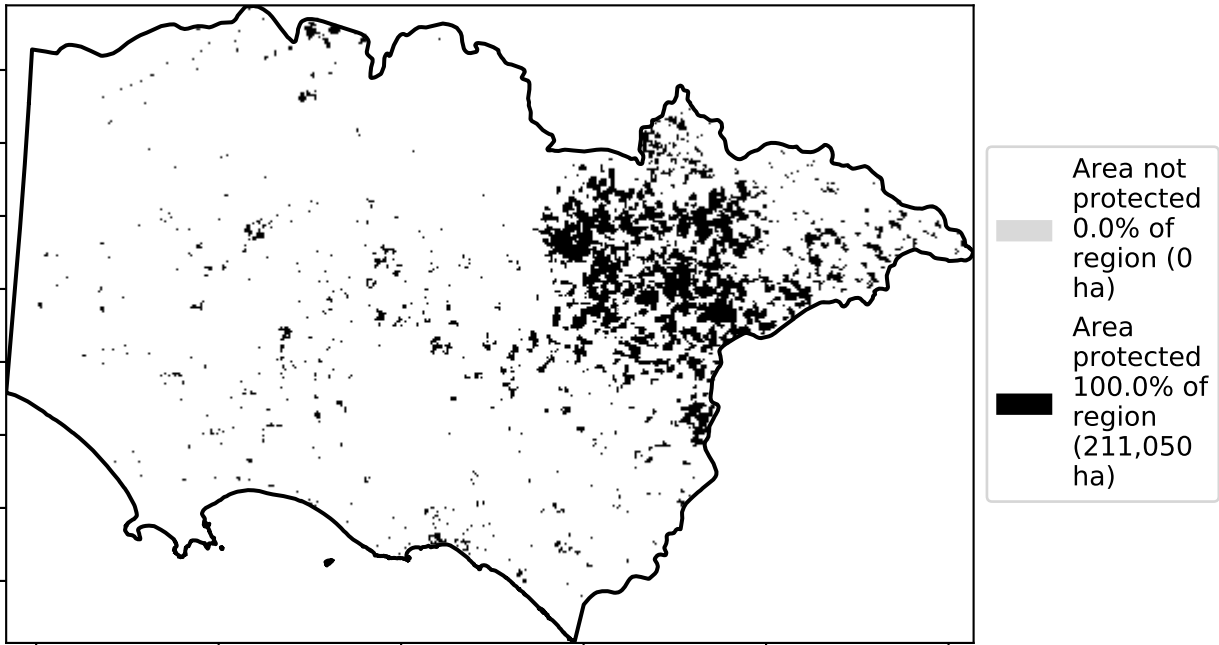 Area not
protected
0.0% of
region (0
ha)
Area
protected
100.0% of
region
(211,050
ha)